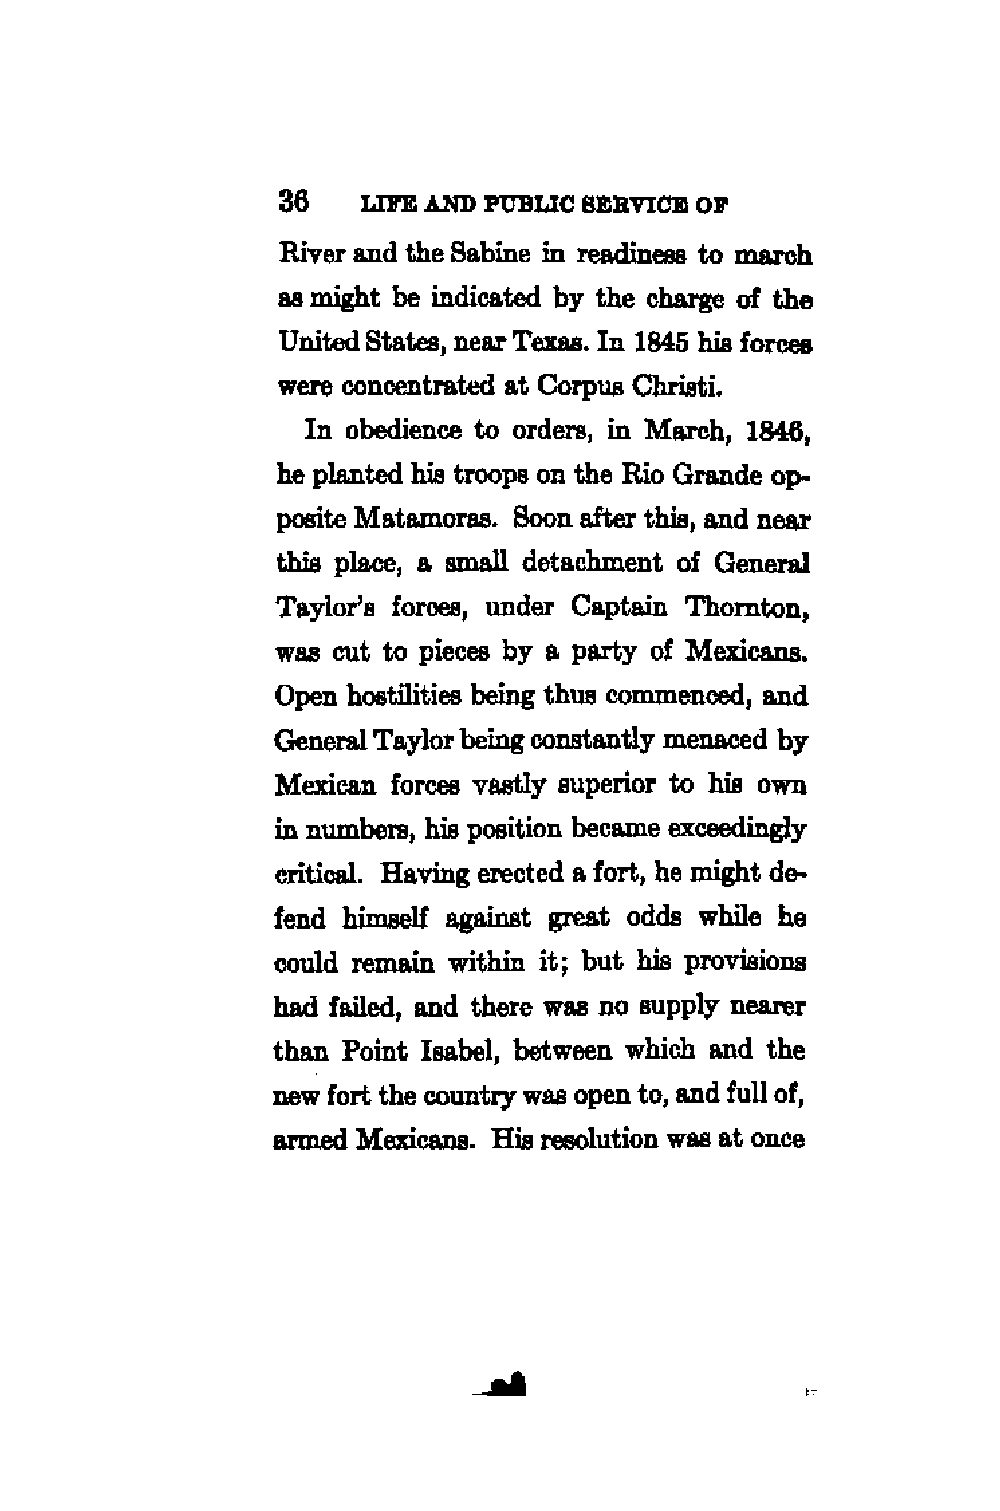 36 LIFE AND PUBLIC SERVICE OF
River and the Sabine in readiness to march
as might be indicated by the charge of the
United States, near Texas. In 1845 his forces
were concentrated at Corpus Christi.
In obedience to orders, in March, 1846,
he planted his troops on the Rio Grande op-
posite Matamoras. Soon after this, and near
this place, a small detachment of General
Taylor's forces, under Captain Thornton,
was cut to pieces by a party of Mexicans.
Open hostilities being thus commenced, and
General Taylor being constantly menaced by
Mexican forces vastly superior to his own
in numbers, his position became exceedingly
critical. Having erected a fort, he might de-
fend himself against great odds while he
could remain within it; but his provisions
had failed, and there was no supply nearer
than Point Isabel, between which and the
new fort the country was open to, and full of,
armed Mexicans. His resolution was at once